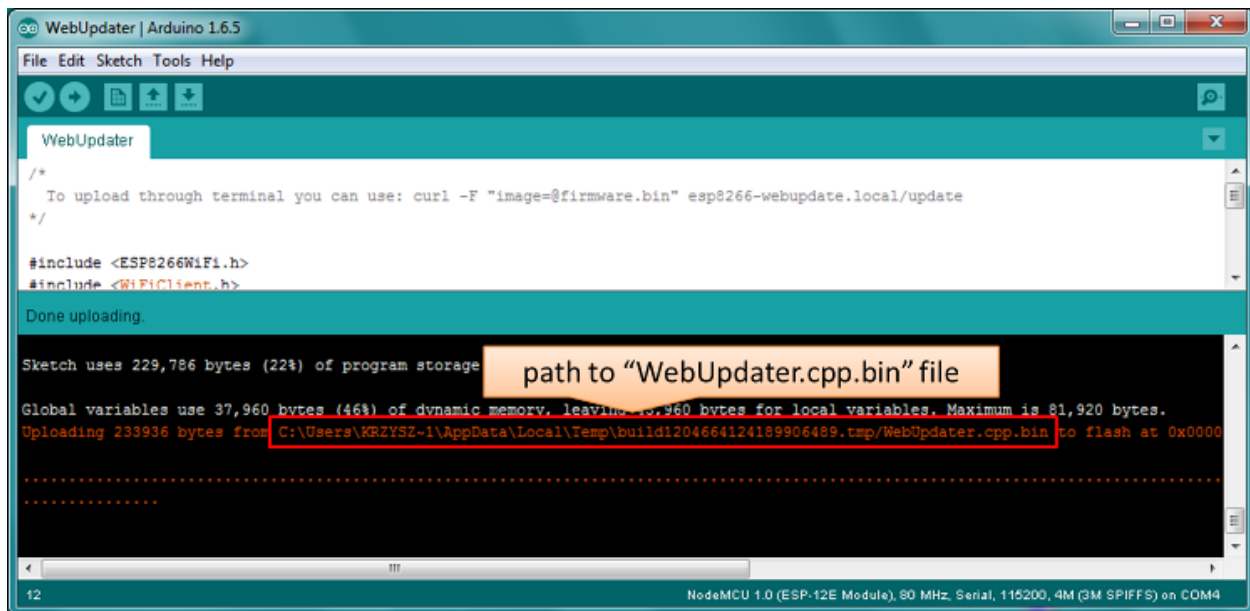 WebUpdater | Arduino 1.6.5
File Edit Sketch Tools Help
WebUpdater
/*
To upload through terminal you can use: curl -F "image=@firmware.bin" esp8266-webupdate.local/update
*/
#include <ESP8266WiFi.h>
#include <WiFiClient.h>
Done uploading.
Sketch uses 229,786 bytes (22%) of program storage
path to “WebUpdater.cpp.bin” file
Global variables use 37,960 bytes (46%) of dynamic memory, leaving 43,960 bytes for local variables. Maximum is 81,920 bytes.
Uploading 233936 bytes from C:\Users\KRZYSZ~1\AppData\Local\Temp\build1204664124189906489.tmp/WebUpdater.cpp.bin to flash at 0x0000
12
NodeMCU 1.0 (ESP-12E Module), 80 MHz, Serial, 115200, 4M (3M SPIFFS) on COM4